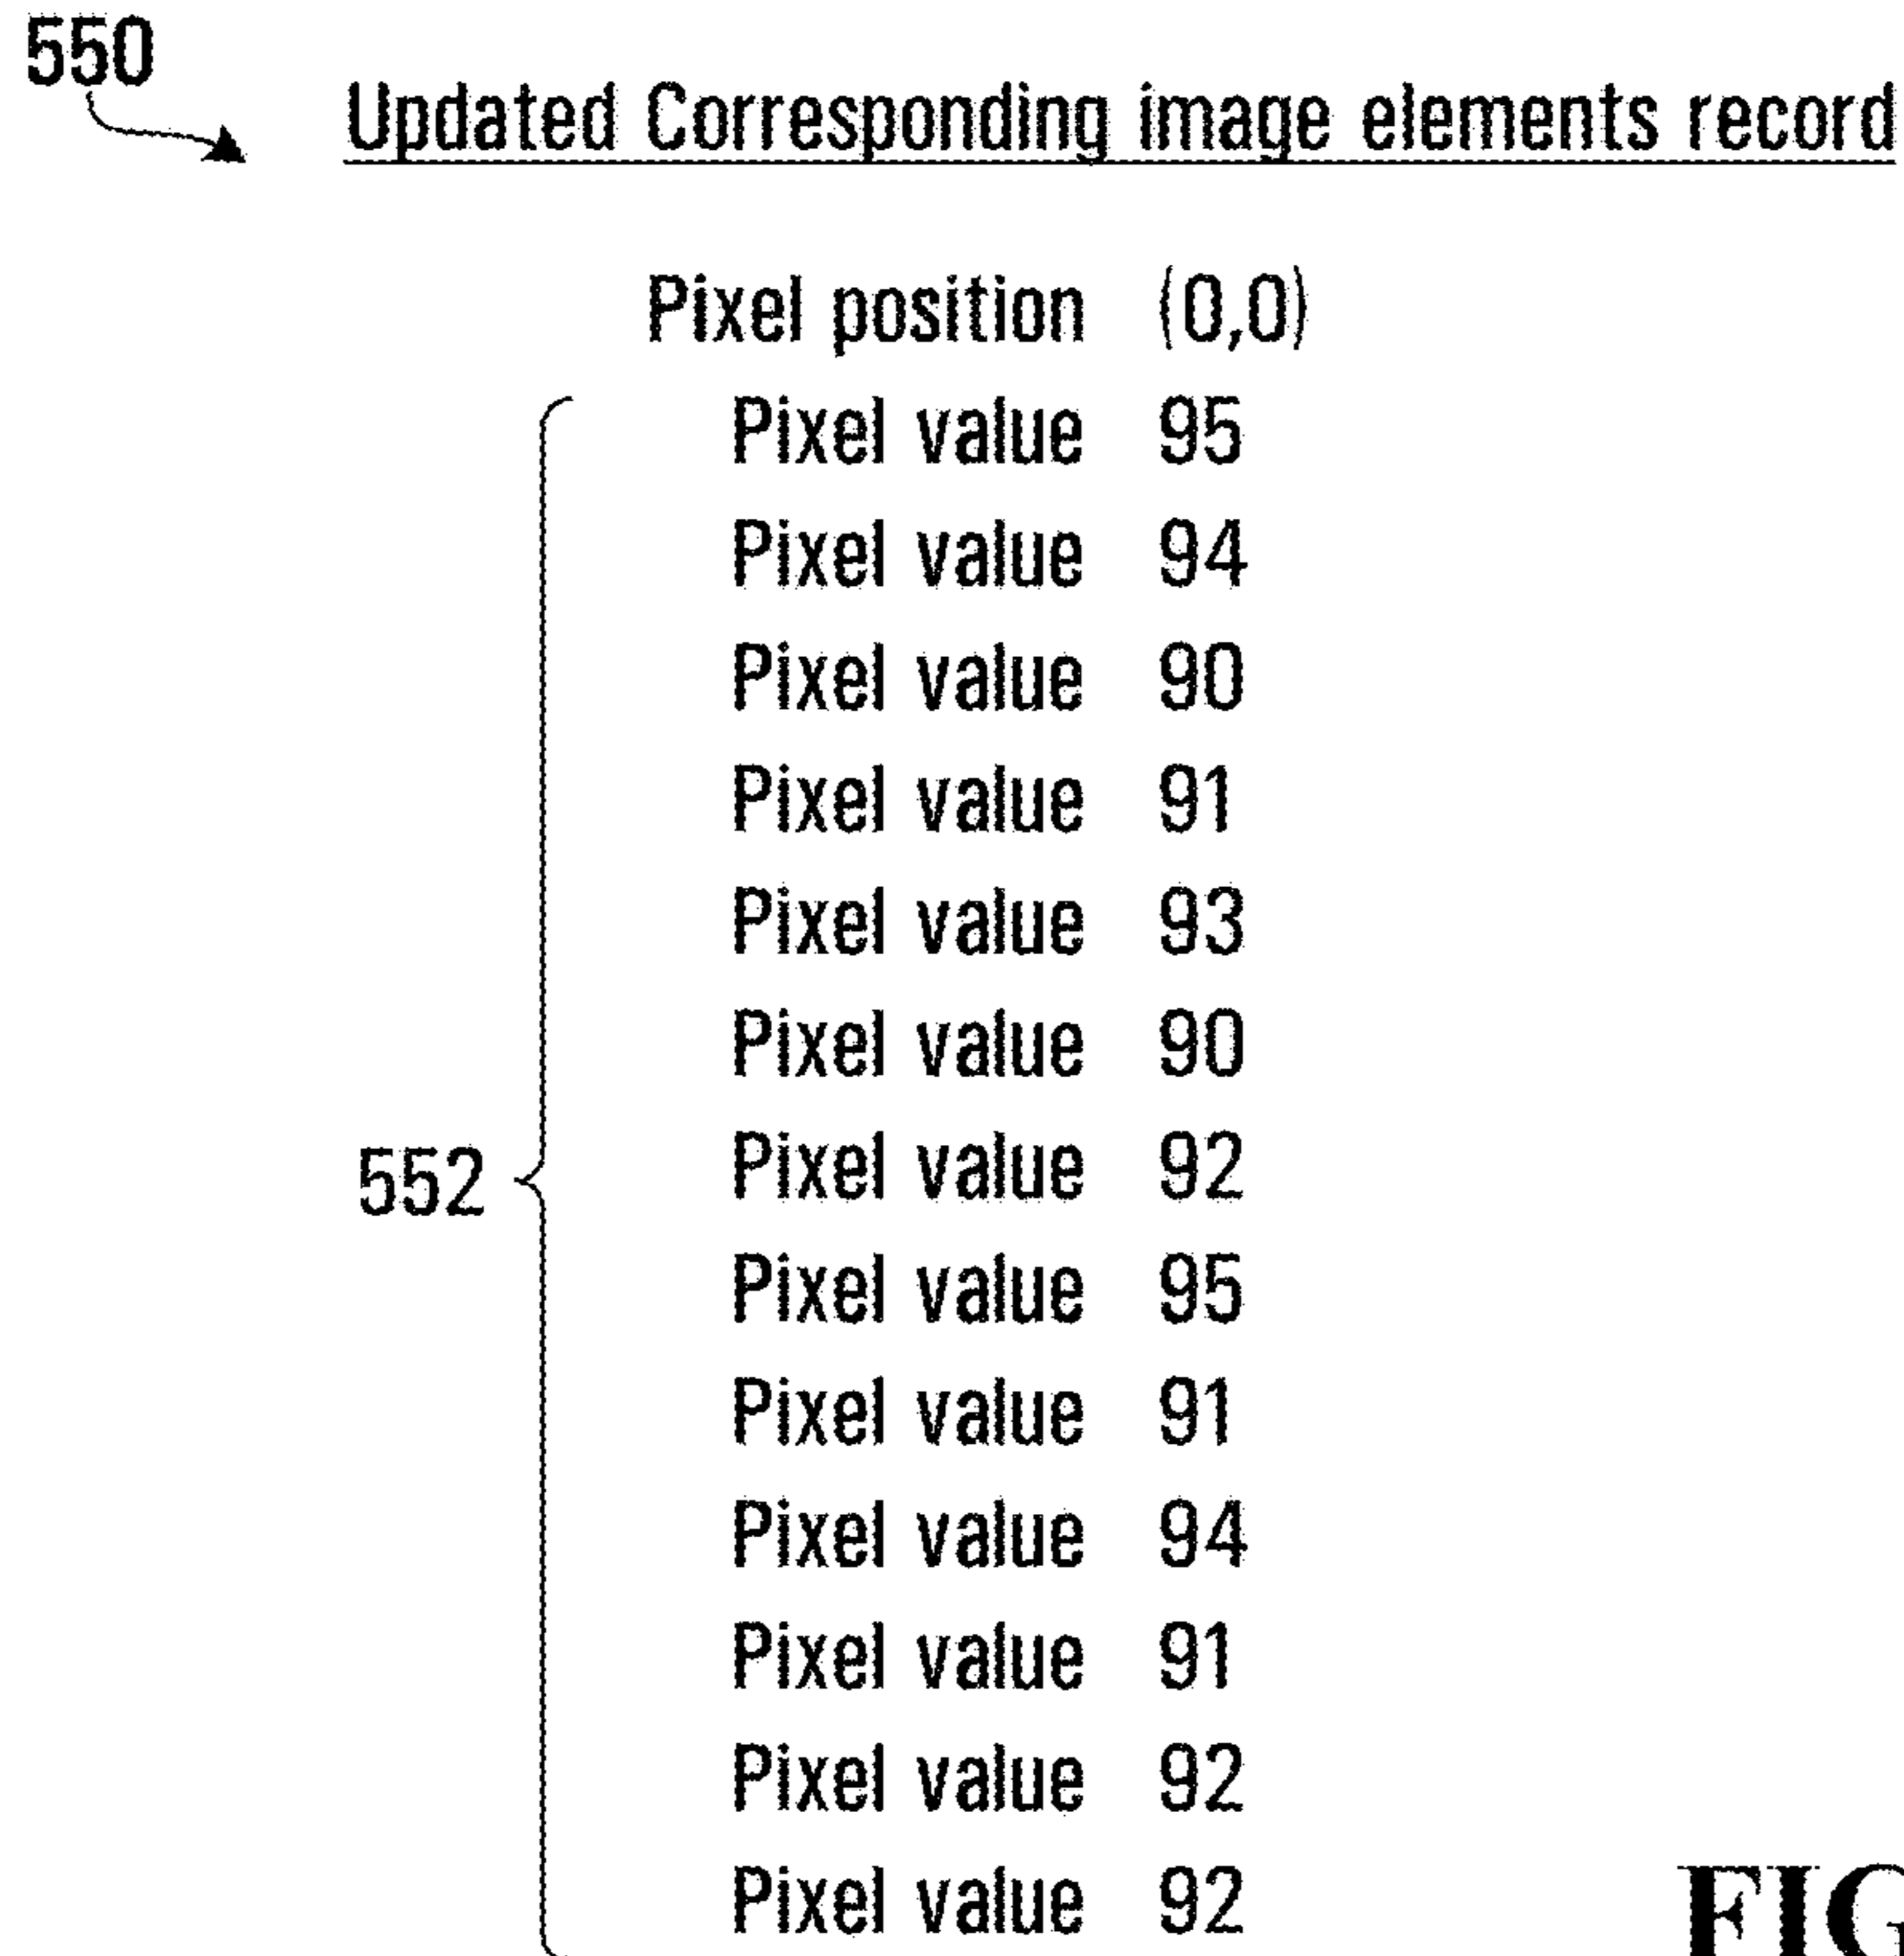 550
Updated Corresponding image elements record
Pixel position (0,0)
Pixel value 95
Pixel value 94
Pixel value 90
Pixel value 91
Pixel value 93
Pixel value 90
552 Pixel value 92
Pixel value 95
Pixel value 91
Pixel value 94
Pixel value 91
Pixel value 92
Pixel value 92
FIG